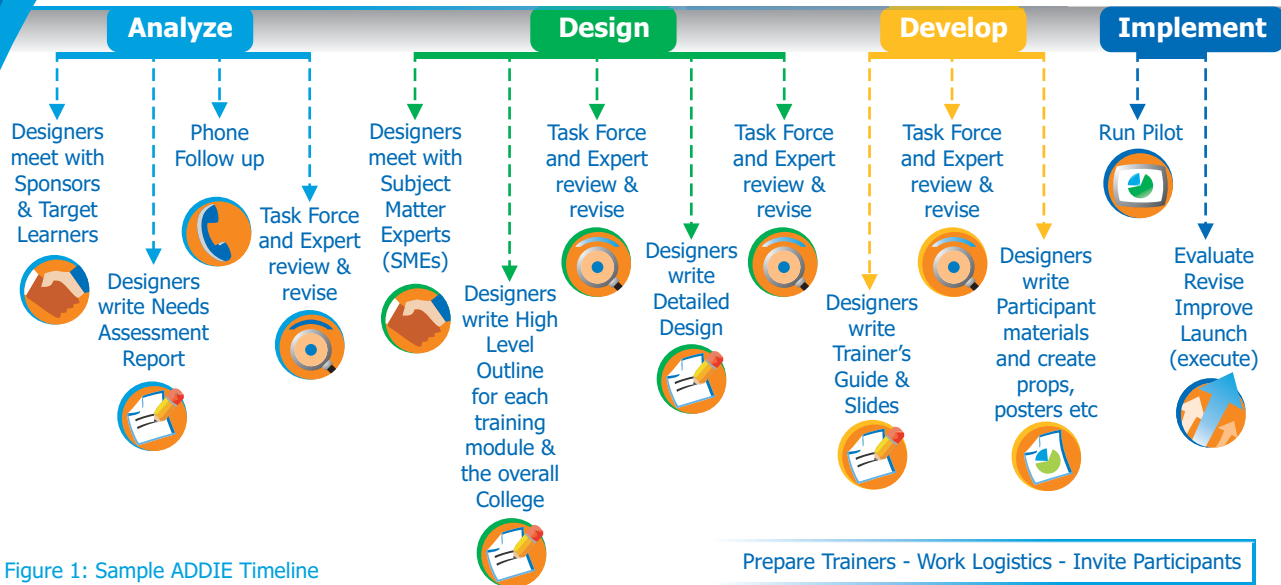 Analyze
Design
Develop
Implement
Designers
meet with
Sponsors
& Target
Learners
Designers
write Needs
Assessment
Report
Phone
Follow up
Task Force
and Expert
review &
revise
Designers
meet with
Subject
Matter
Experts
(SMEs)
Designers
write High
Level
Outline
for each
training
module &
the overall
College
Task Force
and Expert
review &
revise
Designers
write
Detailed
Design
Task Force
and Expert
review &
revise
Designers
write
Trainer’s
Guide &
Slides
Task Force
and Expert
review &
revise
Designers
write
Participant
materials
and create
props,
posters etc
Run Pilot
Evaluate
Revise
Improve
Launch
(execute)
Figure 1: Sample ADDIE Timeline
Prepare Trainers - Work Logistics - Invite Participants